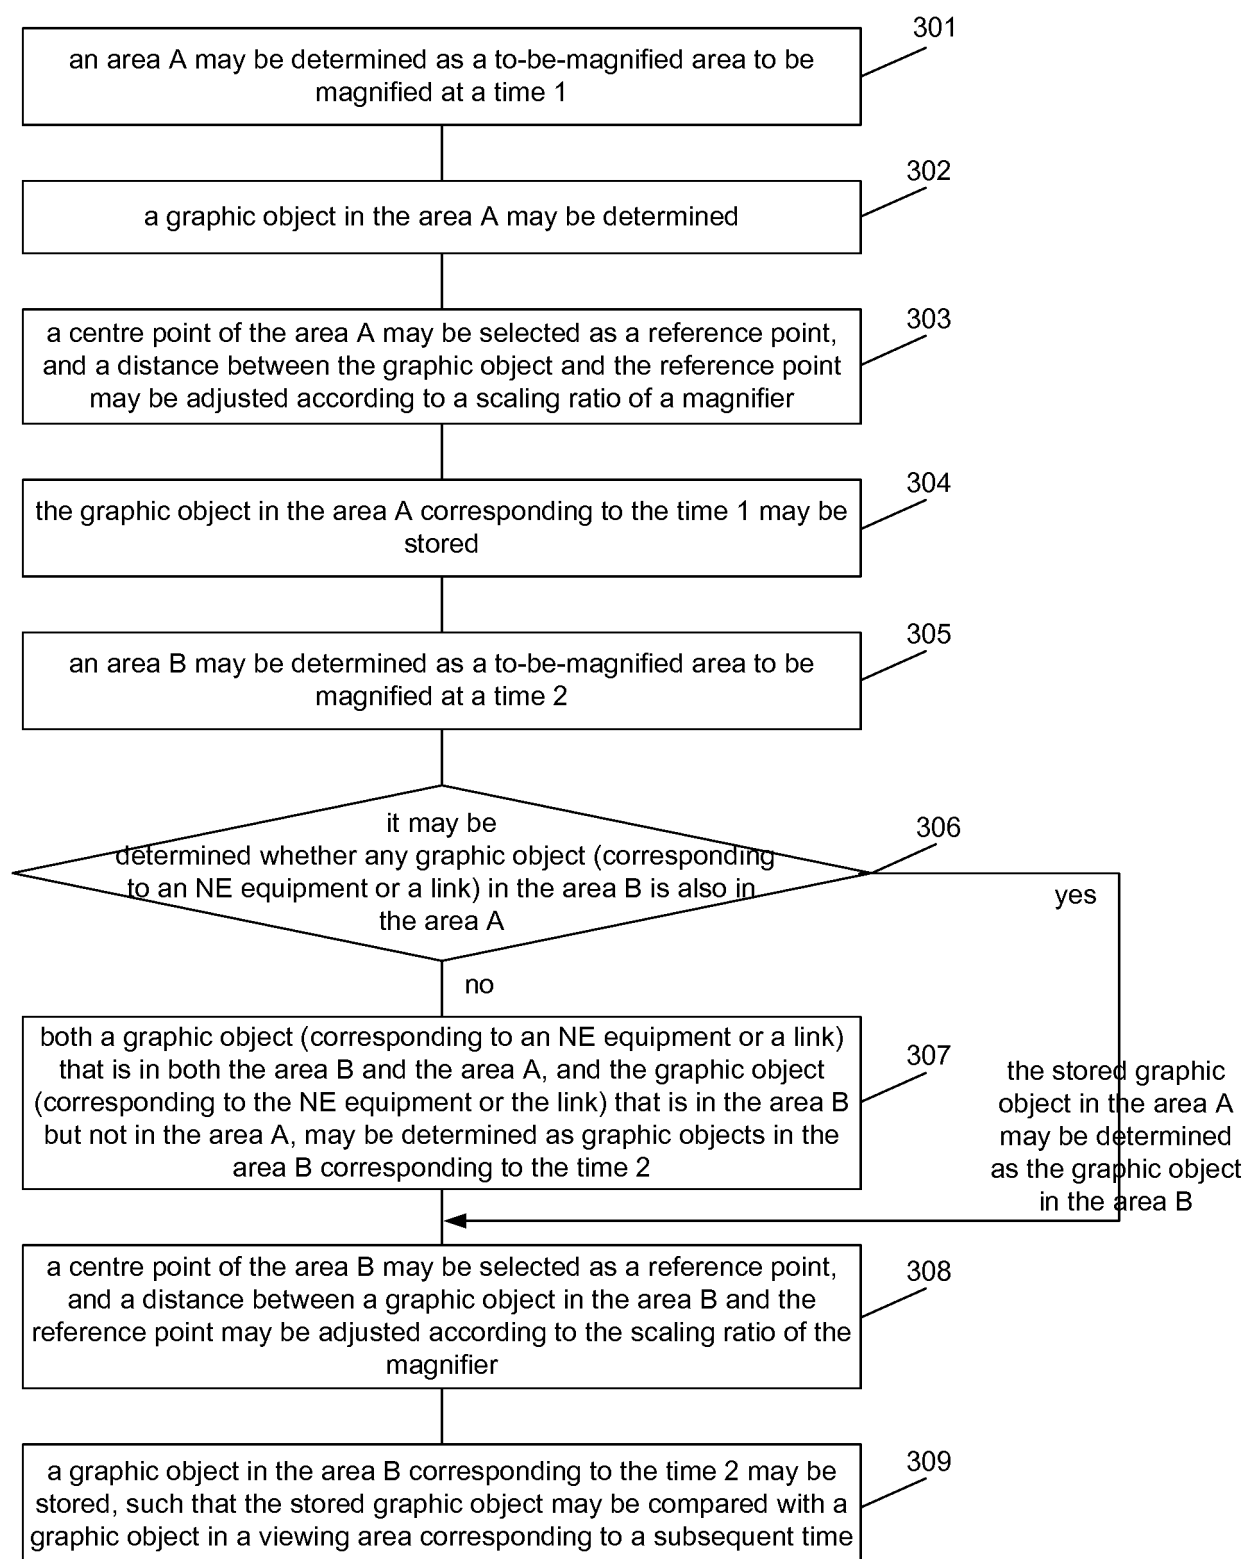 301
an area A may be determined as a to-be-magnified area to be
magnified at a time 1
302
a graphic object in the area A may be determined
303
a centre point of the area A may be selected as a reference point,
and a distance between the graphic object and the reference point
may be adjusted according to a scaling ratio of a magnifier
304
the graphic object in the area A corresponding to the time 1 may be
stored
305
an area B may be determined as a to-be-magnified area to be
magnified at a time 2
306
it may be
determined whether any graphic object (corresponding
to an NE equipment or a link) in the area B is also in
the area A
yes
no
both a graphic object (corresponding to an NE equipment or a link)
that is in both the area B and the area A, and the graphic object
(corresponding to the NE equipment or the link) that is in the area B
but not in the area A, may be determined as graphic objects in the
area B corresponding to the time 2
307
the stored graphic
object in the area A
may be determined
as the graphic object
in the area B
308
a centre point of the area B may be selected as a reference point,
and a distance between a graphic object in the area B and the
reference point may be adjusted according to the scaling ratio of the
magnifier
309
a graphic object in the area B corresponding to the time 2 may be
stored, such that the stored graphic object may be compared with a
graphic object in a viewing area corresponding to a subsequent time